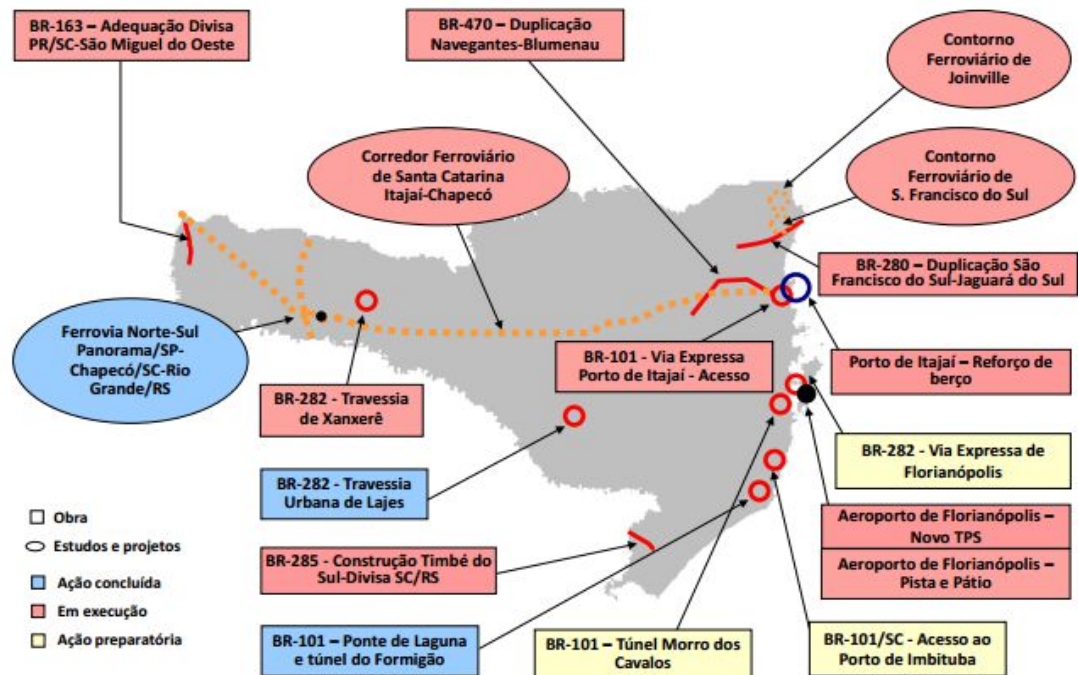 BR-163 – Adequação Divisa
PR/SC-São Miguel do Oeste
BR-470 – Duplicação
Navegantes-Blumenau
Contorno
Ferroviário de
Joinville
Corredor Ferroviário
de Santa Catarina
Itajaí-Chapecó
Contorno
Ferroviário de
S. Francisco do Sul
BR-280 – Duplicação São
Francisco do Sul-Jaguará do Sul
Ferrovia Norte-Sul
Panorama/SP-
Chapecó/SC-Rio
Grande/RS
BR-101 - Via Expressa
Porto de Itajaí - Acesso
Porto de Itajaí – Reforço de
berço
BR-282 - Travessia
de Xanxerê
BR-282 - Via Expressa de
Florianópolis
BR-282 - Travessia
Urbana de Lajes
Aeroporto de Florianópolis –
Novo TPS
Aeroporto de Florianópolis –
Pista e Pátio
BR-285 - Construção Timbé do
Sul-Divisa SC/RS
BR-101 – Ponte de Laguna
e túnel do Formigão
BR-101 – Túnel Morro dos
Cavalos
BR-101/SC - Acesso ao
Porto de Imbituba
Obra
Estudos e projetos
Ação concluída
Em execução
Ação preparatória